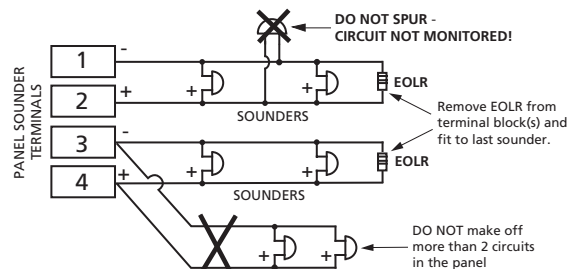 DO NOT SPUR -
CIRCUIT NOT MONITORED!
PANEL SOUNDER
TERMINALS
1
-
2
+
+
+
EOLR
SOUNDERS
Remove EOLR from
terminal block(s) and
fit to last sounder.
3
-
4
+
+
+
EOLR
SOUNDERS
+
+
DO NOT make off
more than 2 circuits
in the panel